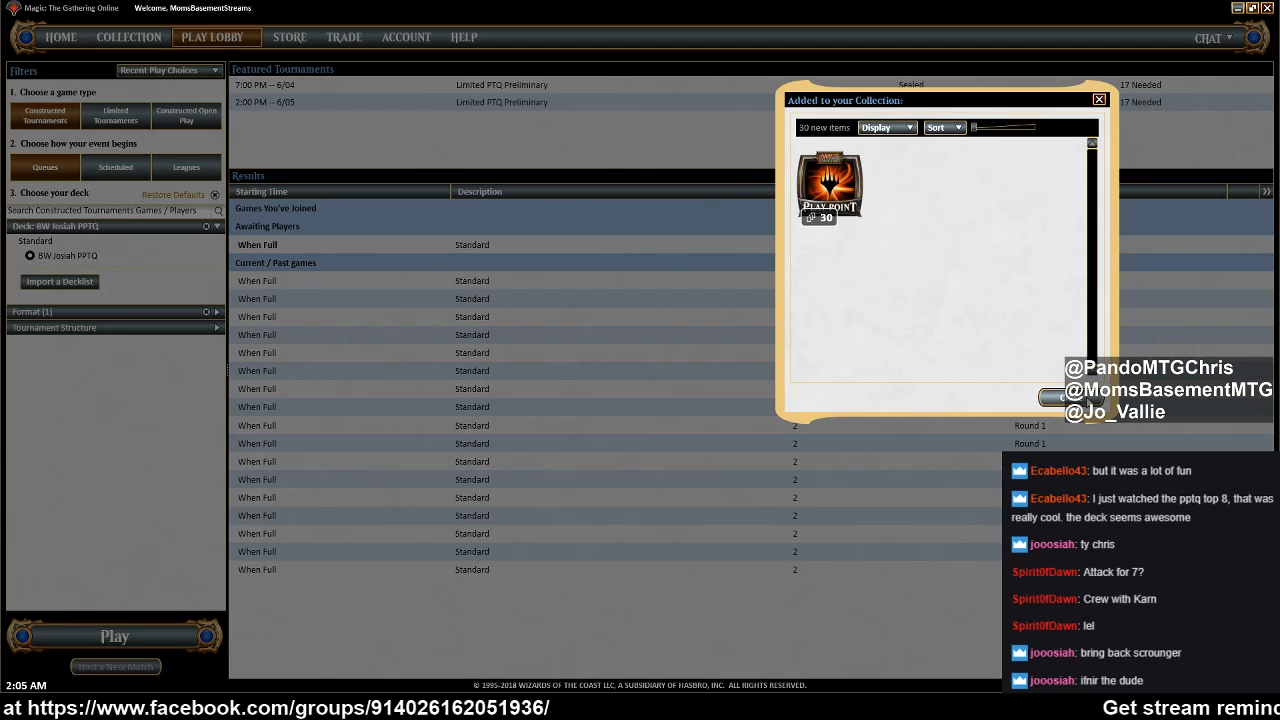 Magic: The Gathering Online Welcome, MomsBasementStreams
HOME COLLECTION PLAY LOBBY STORE TRADE ACCOUNT HELP CHAT
Filters Recent Play Choices
1. Choose a game type
Constructed Tournaments Limited Tournaments Constructed Open Play
2. Choose how your event begins
Queues Scheduled Leagues
3. Choose your deck Restore Defaults
Search Constructed Tournaments Games / Players
Deck: BW Josiah PPTQ
Standard
BW Josiah PPTQ
Import a Decklist
Format (1)
Tournament Structure
Play
Host a New Match
2:05 AM
Featured Tournaments
7:00 PM -- 6/04 Limited PTQ Preliminary Sealed 17 Needed
2:00 PM -- 6/05 Limited PTQ Preliminary 17 Needed
Results
Starting Time Description
Games You've Joined
Awaiting Players
When Full Standard
Current / Past games
When Full Standard
When Full Standard
When Full Standard
When Full Standard
When Full Standard
When Full Standard
When Full Standard
When Full Standard
When Full Standard 2 Round 1
When Full Standard 2 Round 1
When Full Standard 2
When Full Standard 2
When Full Standard 2
When Full Standard 2
When Full Standard 2
When Full Standard 2
When Full Standard 2
© 1995-2018 WIZARDS OF THE COAST LLC, A SUBSIDIARY OF HASBRO, INC. ALL RIGHTS RESERVED.
Added to your Collection:
30 new items Display Sort
PLAY POINT
30
@PandoMTGChris
@MomsBasementMTG
@Jo_Vallie
Ecabello43: but it was a lot of fun
Ecabello43: I just watched the pptq top 8, that was
really cool. the deck seems awesome
jooosiah: ty chris
Spirit0fDawn: Attack for 7?
Spirit0fDawn: Crew with Karn
Spirit0fDawn: lel
jooosiah: bring back scrounger
jooosiah: ifnir the dude
at https://www.facebook.com/groups/914026162051936/ Get stream remind